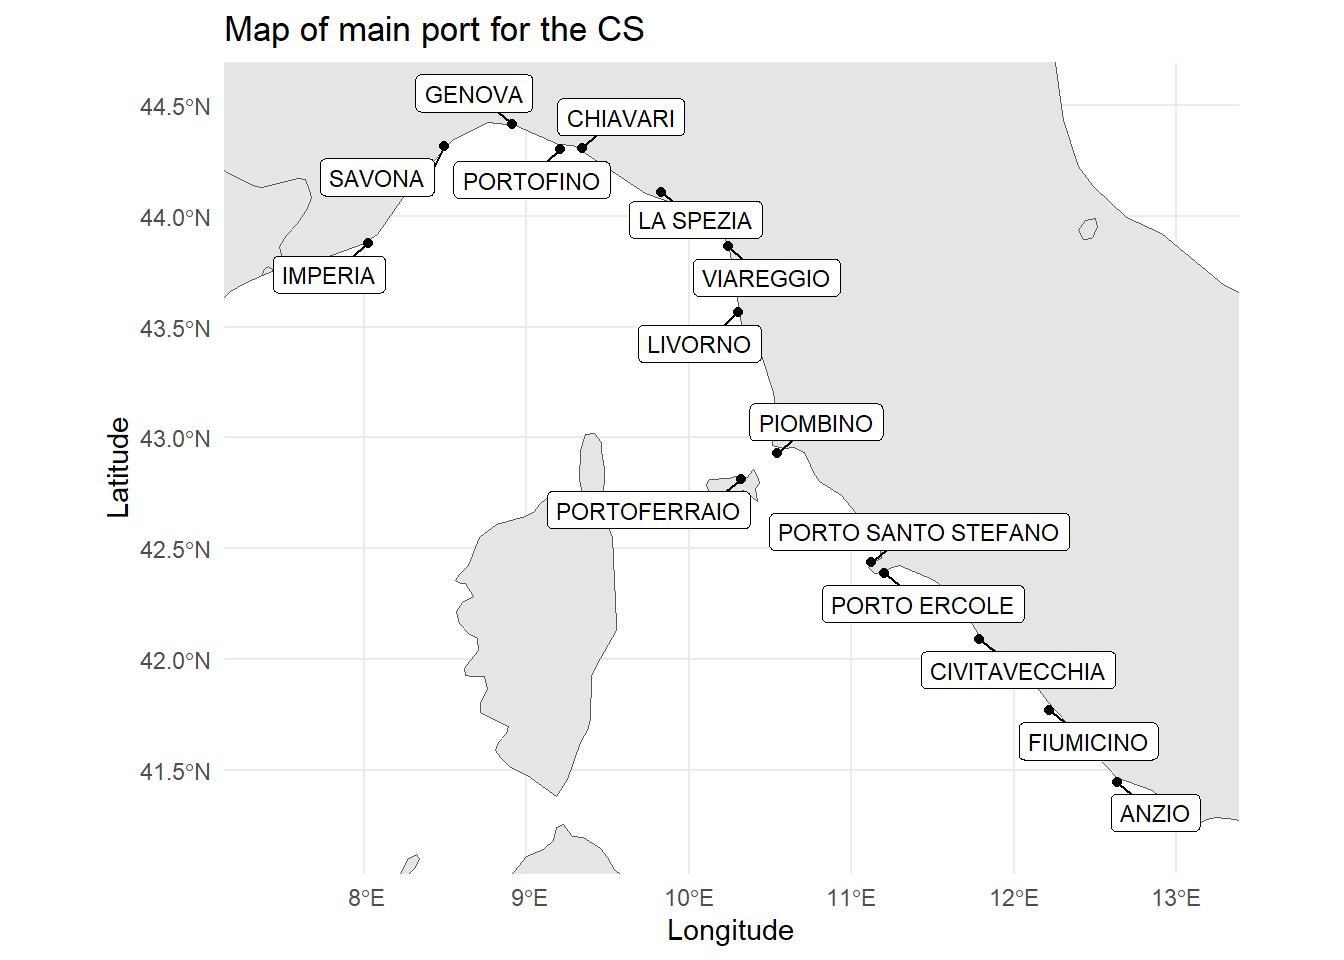 Map of main port for the CS
44.5°N
44.0°N
43.5°N
43.0°N
42.5°N
42.0°N
41.5°N
Latitude
GENOVA
CHIAVARI
SAVONA
PORTOFINO
LA SPEZIA
IMPERIA
VIAREGGIO
LIVORNO
PIOMBINO
PORTOFERRAIO
PORTO SANTO STEFANO
PORTO ERCOLE
CIVITAVECCHIA
FIUMICINO
ANZIO
8°E
9°E
10°E
11°E
12°E
13°E
Longitude